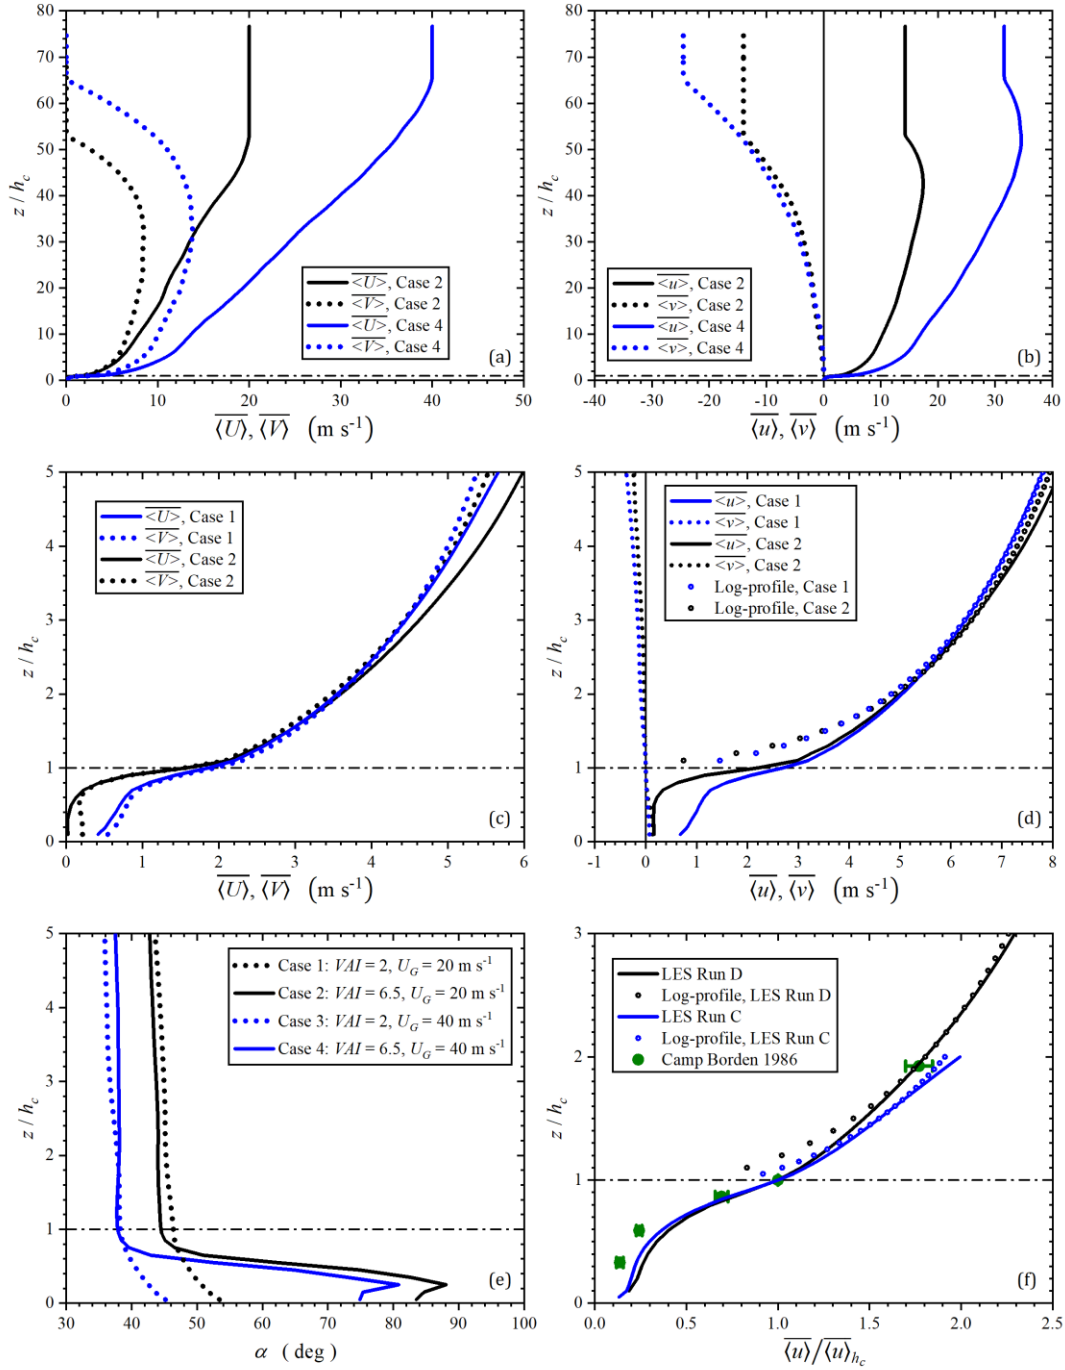 80
70
60
50
40
30
20
10
0
z / h_c
<U>, Case 2
<V>, Case 2
<U>, Case 4
<V>, Case 4
(a)
0 10 20 30 40 50
⟨U⟩, ⟨V⟩ (m s⁻¹)
80
70
60
50
40
30
20
10
0
z / h_c
<u>, Case 2
<v>, Case 2
<u>, Case 4
<v>, Case 4
(b)
-40 -30 -20 -10 0 10 20 30 40
⟨u⟩, ⟨v⟩ (m s⁻¹)
5
4
3
2
1
0
z / h_c
<U>, Case 1
<V>, Case 1
<U>, Case 2
<V>, Case 2
(c)
0 1 2 3 4 5 6
⟨U⟩, ⟨V⟩ (m s⁻¹)
5
4
3
2
1
0
z / h_c
<u>, Case 1
<v>, Case 1
<u>, Case 2
<v>, Case 2
Log-profile, Case 1
Log-profile, Case 2
(d)
-1 0 1 2 3 4 5 6 7 8
⟨u⟩, ⟨v⟩ (m s⁻¹)
5
4
3
2
1
0
z / h_c
Case 1: VAI = 2, U_G = 20 m s⁻¹
Case 2: VAI = 6.5, U_G = 20 m s⁻¹
Case 3: VAI = 2, U_G = 40 m s⁻¹
Case 4: VAI = 6.5, U_G = 40 m s⁻¹
(e)
30 40 50 60 70 80 90 100
α ( deg )
3
2
1
0
z / h_c
LES Run D
Log-profile, LES Run D
LES Run C
Log-profile, LES Run C
Camp Borden 1986
(f)
0.0 0.5 1.0 1.5 2.0 2.5
⟨u⟩/⟨u⟩_h_c